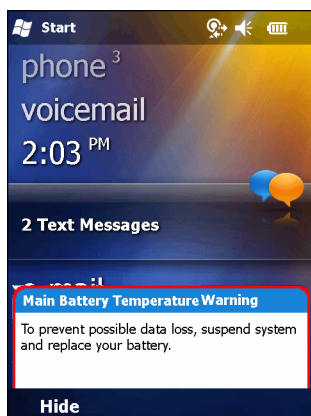 Start
phone 3
voicemail
2:03 PM
2 Text Messages
Main Battery Temperature Warning
To prevent possible data loss, suspend system
and replace your battery.
Hide